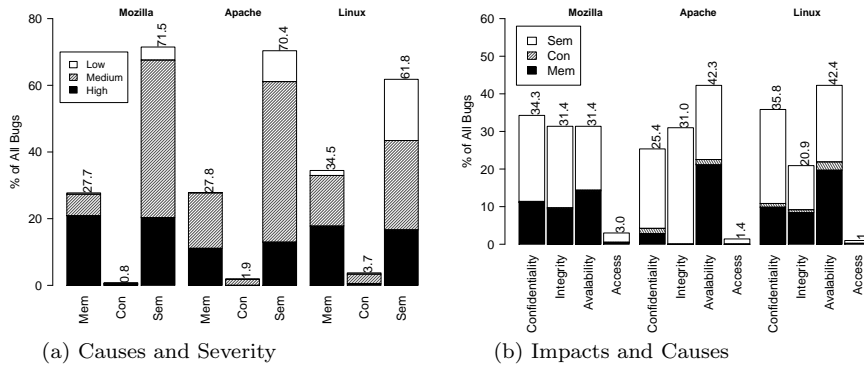 Mozilla Apache Linux
80
60
40
20
0
% of All Bugs
Low
Medium
High
27.7
0.8
71.5
27.8
1.9
70.4
34.5
3.7
61.8
Mem Con Sem Mem Con Sem Mem Con Sem
(a) Causes and Severity
Mozilla Apache Linux
60
50
40
30
20
10
0
% of All Bugs
Sem
Con
Mem
34.3
31.4
31.4
3.0
25.4
31.0
42.3
1.4
35.8
20.9
42.4
1
Confidentiality Integrity Avalability Access Confidentiality Integrity Availability Access Confidentiality Integrity Availability Access
(b) Impacts and Causes